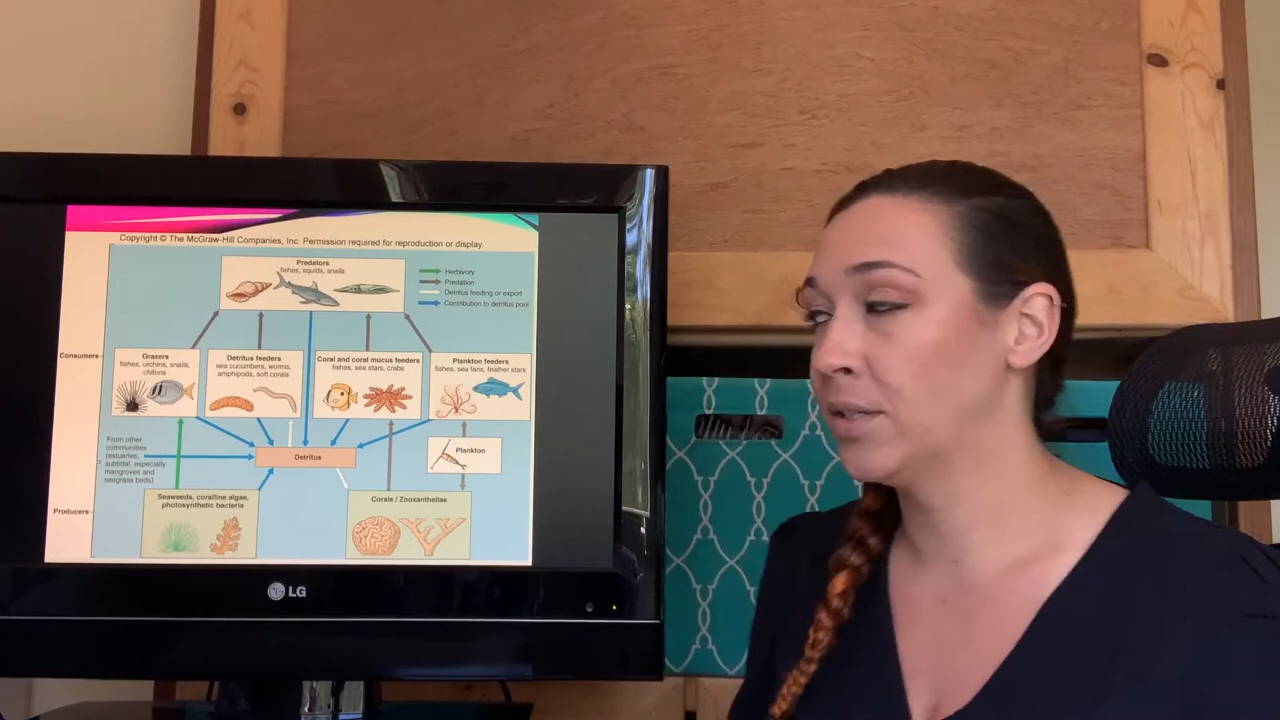 Copyright © The McGraw-Hill Companies, Inc. Permission required for reproduction or display.
Predators
fishes, squids, snails
Herbivory
Predation
Detritus feeding or export
Contribution to detritus pool
Consumers
Grazers
fishes, urchins, snails,
chitons
Detritus feeders
sea cucumbers, worms,
amphipods, soft corals
Coral and coral mucus feeders
fishes, sea stars, crabs
Plankton feeders
fishes, sea fans, feather stars
From other
communities
(estuaries,
subtidal, especially
mangroves and
seagrass beds)
Detritus
Plankton
Producers
Seaweeds, coralline algae,
photosynthetic bacteria
Corals / Zooxanthellae
LG